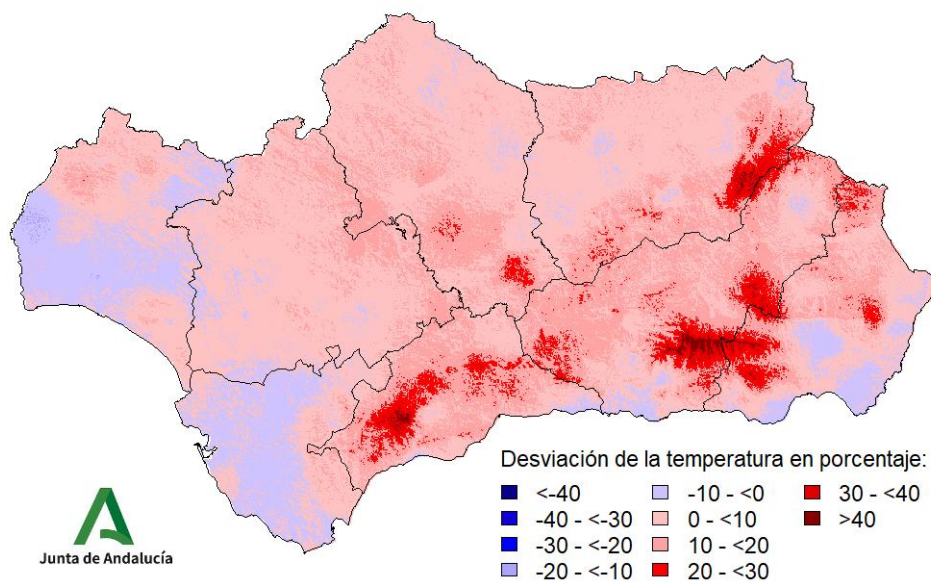 Desviación de la temperatura en porcentaje:
<-40 -10 - <0 30 - <40
-40 - <-30 0 - <10 >40
-30 - <-20 10 - <20
-20 - <-10 20 - <30
Junta de Andalucía